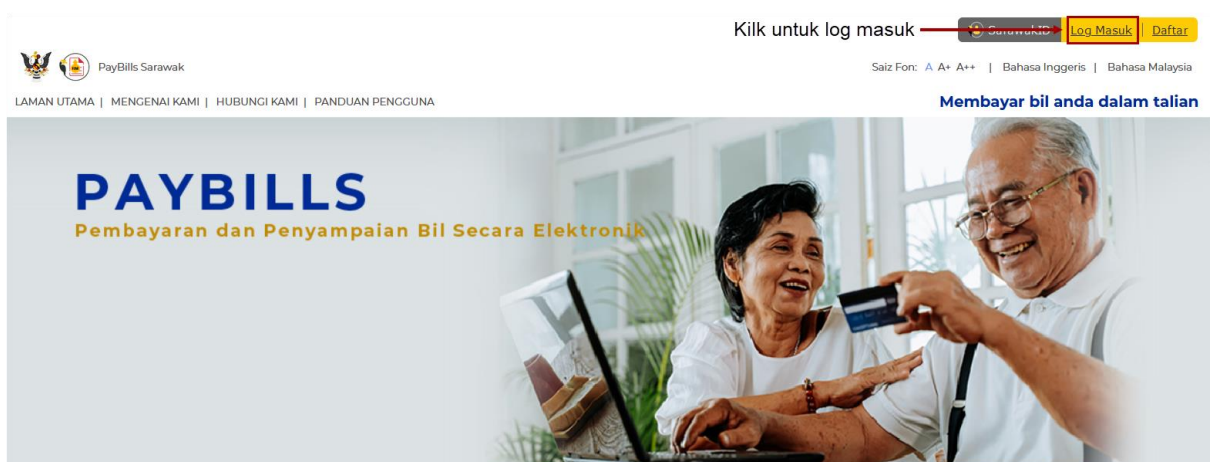 Kilk untuk log masuk
SarawakID Log Masuk | Daftar
PayBills Sarawak
Saiz Fon: A A+ A++ | Bahasa Inggeris | Bahasa Malaysia
LAMAN UTAMA | MENGENAI KAMI | HUBUNGI KAMI | PANDUAN PENGGUNA
Membayar bil anda dalam talian
PAYBILLS
Pembayaran dan Penyampaian Bil Secara Elektronik